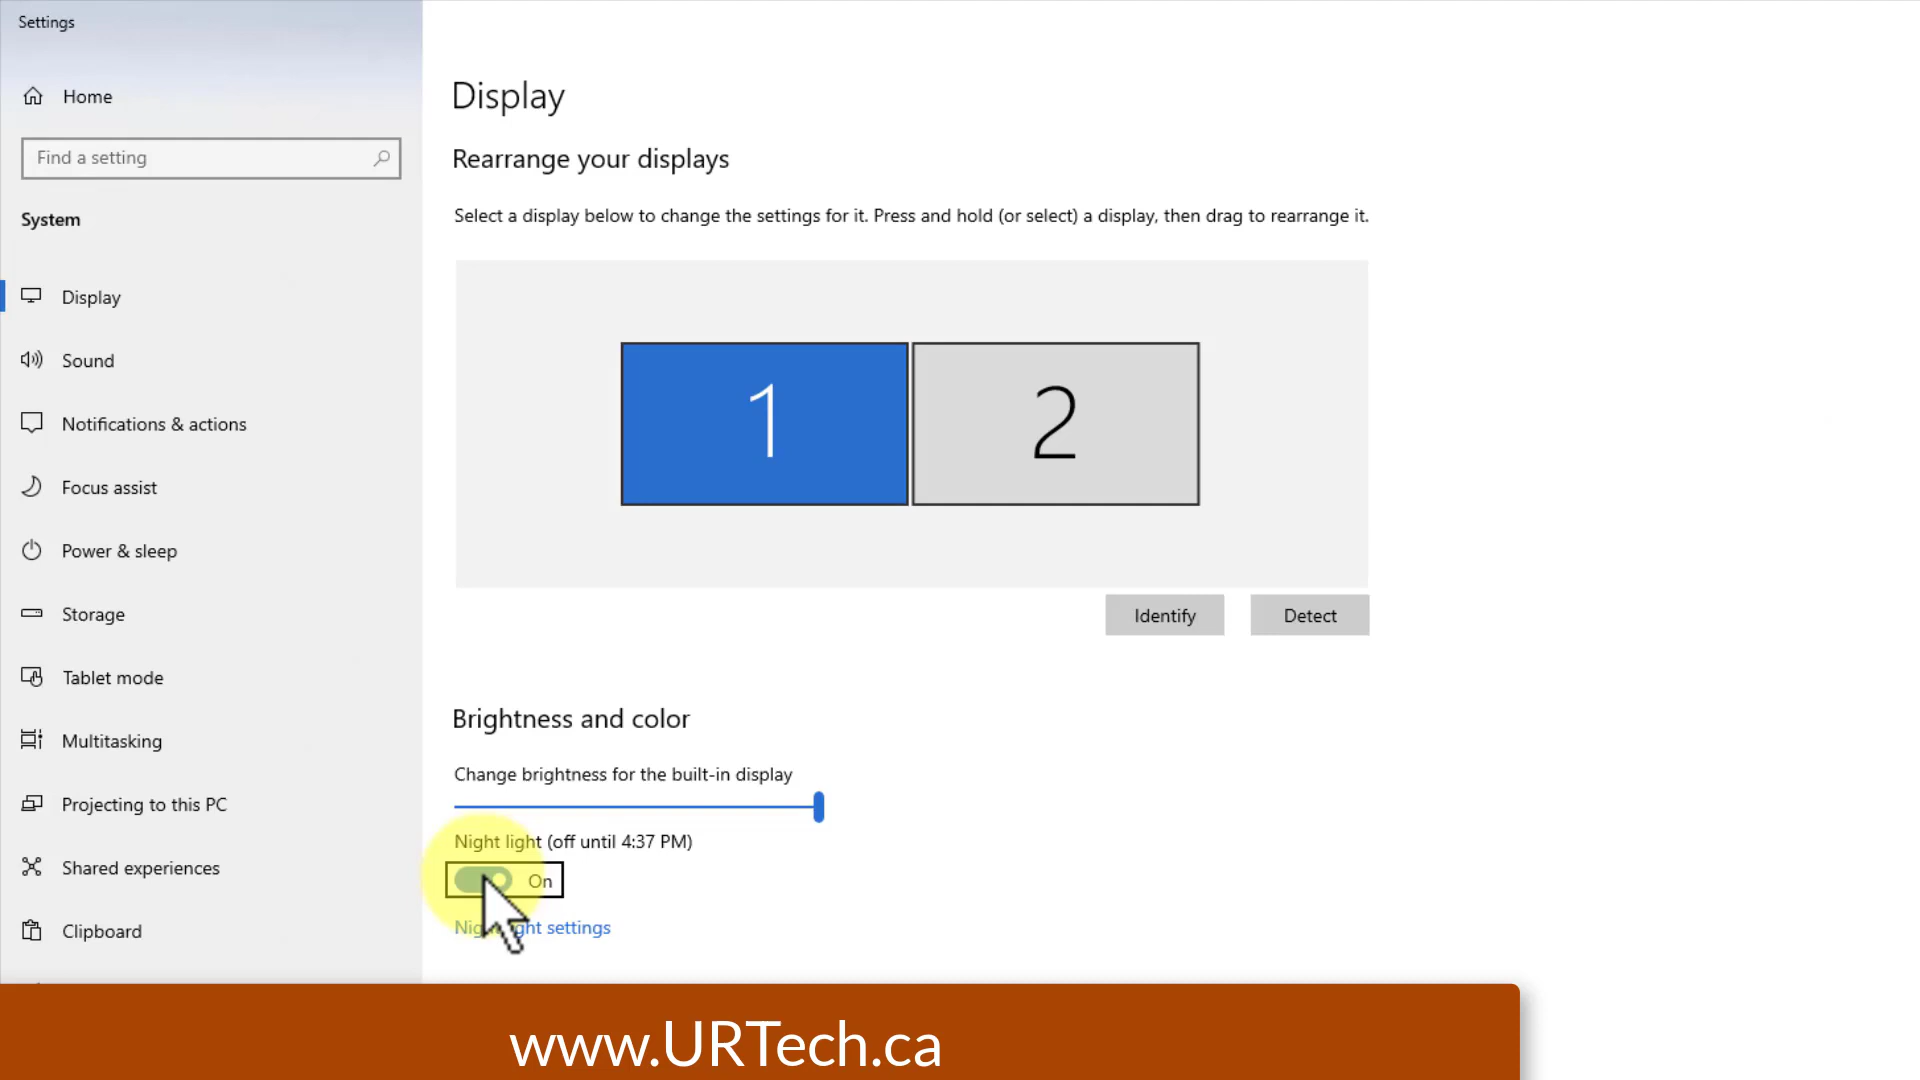 Settings
Home
Find a setting
System
Display
Sound
Notifications & actions
Focus assist
Power & sleep
Storage
Tablet mode
Multitasking
Projecting to this PC
Shared experiences
Clipboard
Display
Rearrange your displays
Select a display below to change the settings for it. Press and hold (or select) a display, then drag to rearrange it.
1 2
Identify Detect
Brightness and color
Change brightness for the built-in display
Night light (off until 4:37 PM)
On
Night light settings
www.URTech.ca